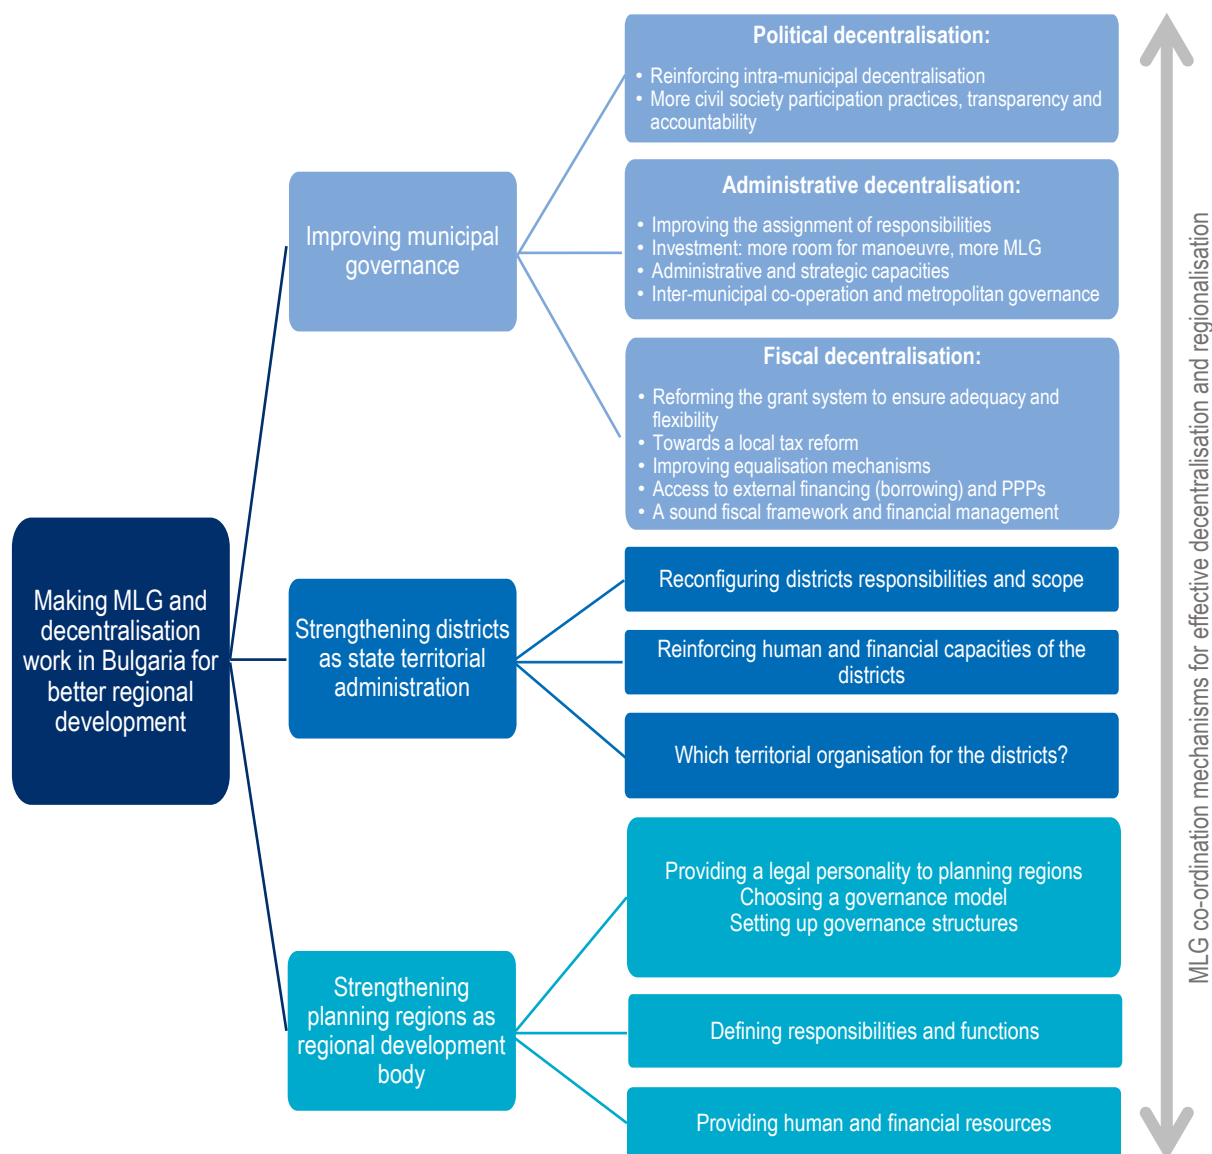 Making MLG and
decentralisation
work in Bulgaria for
better regional
development
Improving municipal
governance
Political decentralisation:
• Reinforcing intra-municipal decentralisation
• More civil society participation practices, transparency and
accountability
Administrative decentralisation:
• Improving the assignment of responsibilities
• Investment: more room for manoeuvre, more MLG
• Administrative and strategic capacities
• Inter-municipal co-operation and metropolitan governance
Fiscal decentralisation:
• Reforming the grant system to ensure adequacy and
flexibility
• Towards a local tax reform
• Improving equalisation mechanisms
• Access to external financing (borrowing) and PPPs
• A sound fiscal framework and financial management
Strengthening districts
as state territorial
administration
Reconfiguring districts responsibilities and scope
Reinforcing human and financial capacities of the
districts
Which territorial organisation for the districts?
Strengthening
planning regions as
regional development
body
Providing a legal personality to planning regions
Choosing a governance model
Setting up governance structures
Defining responsibilities and functions
Providing human and financial resources
MLG co-ordination mechanisms for effective decentralisation and regionalisation